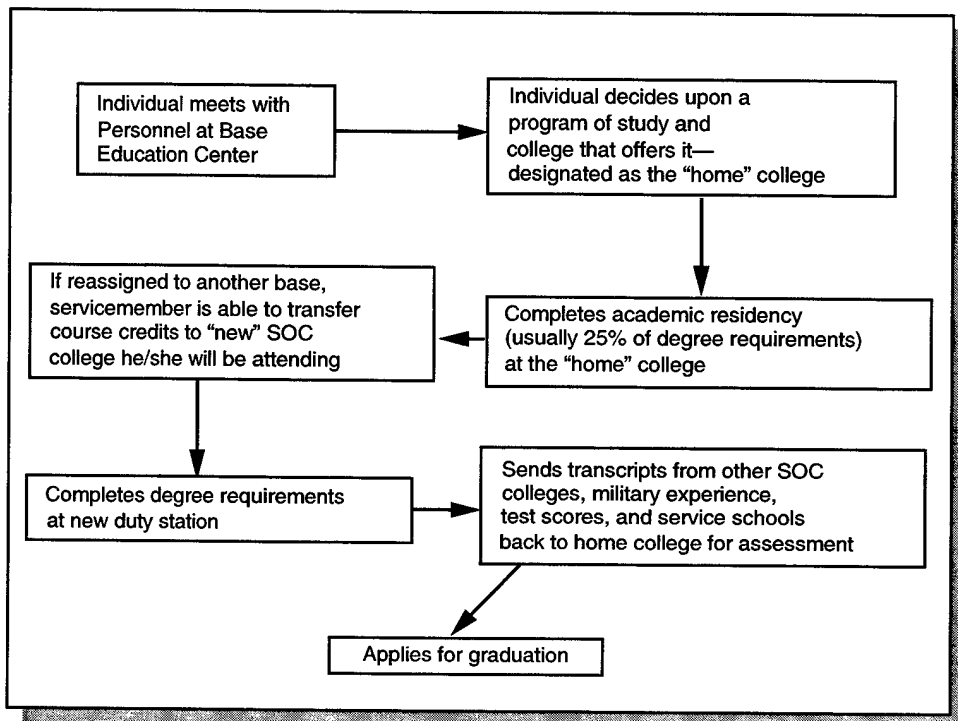 Individual meets with
Personnel at Base
Education Center
Individual decides upon a
program of study and
college that offers it—
designated as the “home” college
Completes academic residency
(usually 25% of degree requirements)
at the “home” college
If reassigned to another base,
servicemember is able to transfer
course credits to “new” SOC
college he/she will be attending
Completes degree requirements
at new duty station
Sends transcripts from other SOC
colleges, military experience,
test scores, and service schools
back to home college for assessment
Applies for graduation